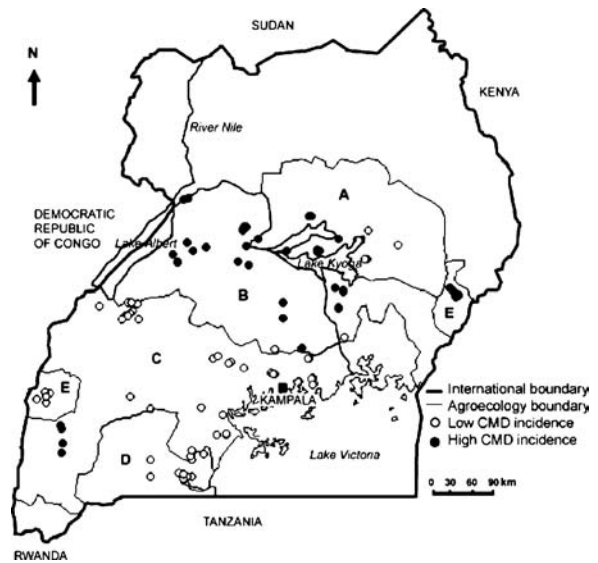 SUDAN
N
KENYA
River Nile
A
DEMOCRATIC
REPUBLIC
OF CONGO
Lake Albert
Lake Kyoga
B
E
C
E
KAMPALA
International boundary
Agroecology boundary
Low CMD incidence
High CMD incidence
D
Lake Victoria
0 30 60 90 km
TANZANIA
RWANDA